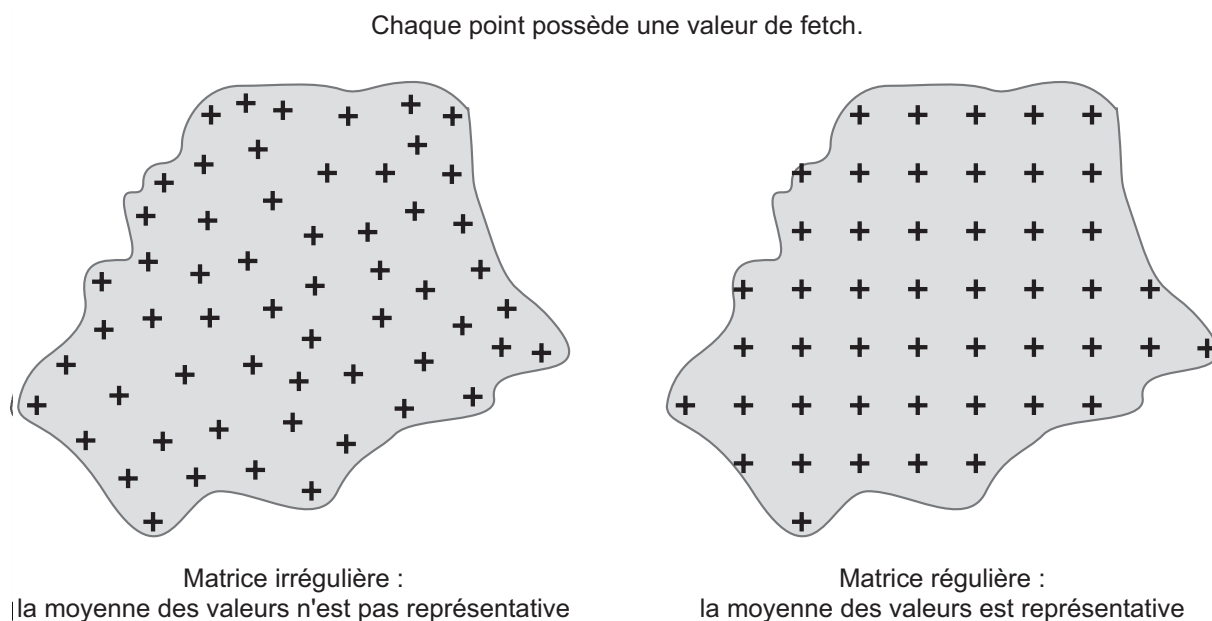 Chaque point possède une valeur de fetch.
Matrice irrégulière :
la moyenne des valeurs n'est pas représentative
Matrice régulière :
la moyenne des valeurs est représentative